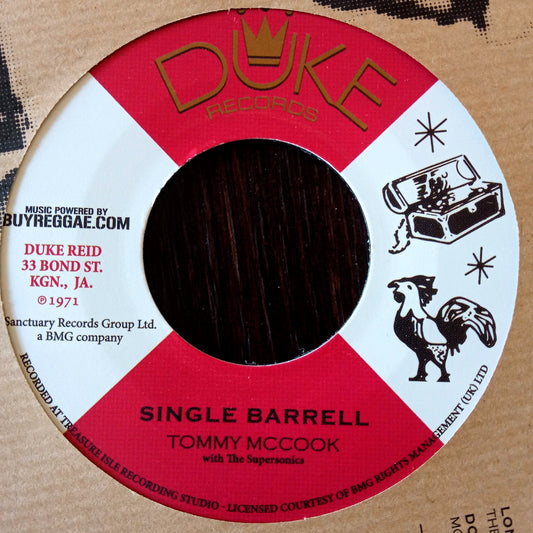 DUKE
RECORDS
MUSIC POWERED BY
BUYREGGAE.COM
DUKE REID
33 BOND ST.
KGN., JA.
℗1971
Sanctuary Records Group Ltd.
a BMG company
SINGLE BARRELL
TOMMY MCCOOK
with The Supersonics
RECORDED AT TREASURE ISLE RECORDING STUDIO - LICENSED COURTESY OF BMG RIGHTS MANAGEMENT (UK) LTD